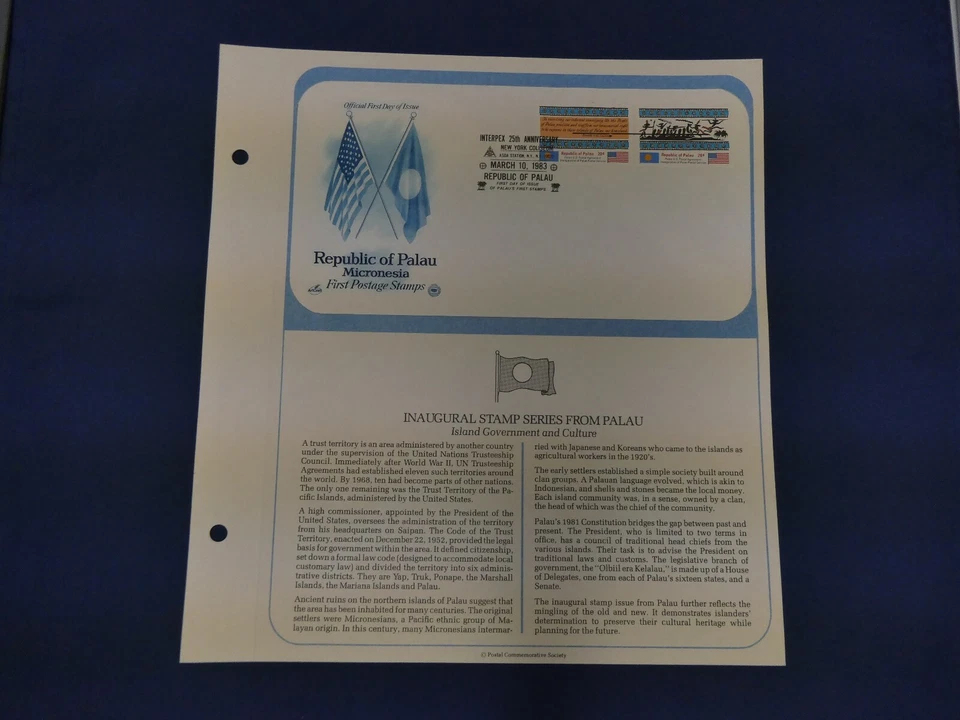 Official First Day of Issue
INTERPEX 25th ANNIVERSARY
NEW YORK
MARCH 10, 1983
REPUBLIC OF PALAU
FIRST DAY OF ISSUE
OF PALAU'S FIRST STAMPS
Republic of Palau 20¢
Republic of Palau 20¢
Republic of Palau
Micronesia
First Postage Stamps
INAUGURAL STAMP SERIES FROM PALAU
Island Government and Culture
A trust territory is an area administered by another country
under the supervision of the United Nations Trusteeship
Council. Immediately after World War II, UN Trusteeship
Agreements had established eleven such territories around
the world. By 1968, ten had become parts of other nations.
The only one remaining was the Trust Territory of the Pa-
cific Islands, administered by the United States.
A high commissioner, appointed by the President of the
United States, oversees the administration of the territory
from his headquarters on Saipan. The Code of the Trust
Territory, enacted on December 22, 1952, provided the legal
basis for government within the area. It defined citizenship,
set down a formal law code (designed to accommodate local
customary law) and divided the territory into six adminis-
trative districts. They are Yap, Truk, Ponape, the Marshall
Islands, the Mariana Islands and Palau.
Ancient ruins on the northern islands of Palau suggest that
the area has been inhabited for many centuries. The original
settlers were Micronesians, a Pacific ethnic group of Ma-
layan origin. In this century, many Micronesians intermar-
ried with Japanese and Koreans who came to the islands as
agricultural workers in the 1920's.
The early settlers established a simple society built around
clan groups. A Palauan language evolved, which is akin to
Indonesian, and shells and stones became the local money.
Each island community was, in a sense, owned by a clan,
the head of which was the chief of the community.
Palau's 1981 Constitution bridges the gap between past and
present. The President, who is limited to two terms in
office, has a council of traditional head chiefs from the
various islands. Their task is to advise the President on
traditional laws and customs. The legislative branch of
government, the "Olbiil era Kelalau," is made up of a House
of Delegates, one from each of Palau's sixteen states, and a
Senate.
The inaugural stamp issue from Palau further reflects the
mingling of the old and new. It demonstrates islanders'
determination to preserve their cultural heritage while
planning for the future.
© Postal Commemorative Society